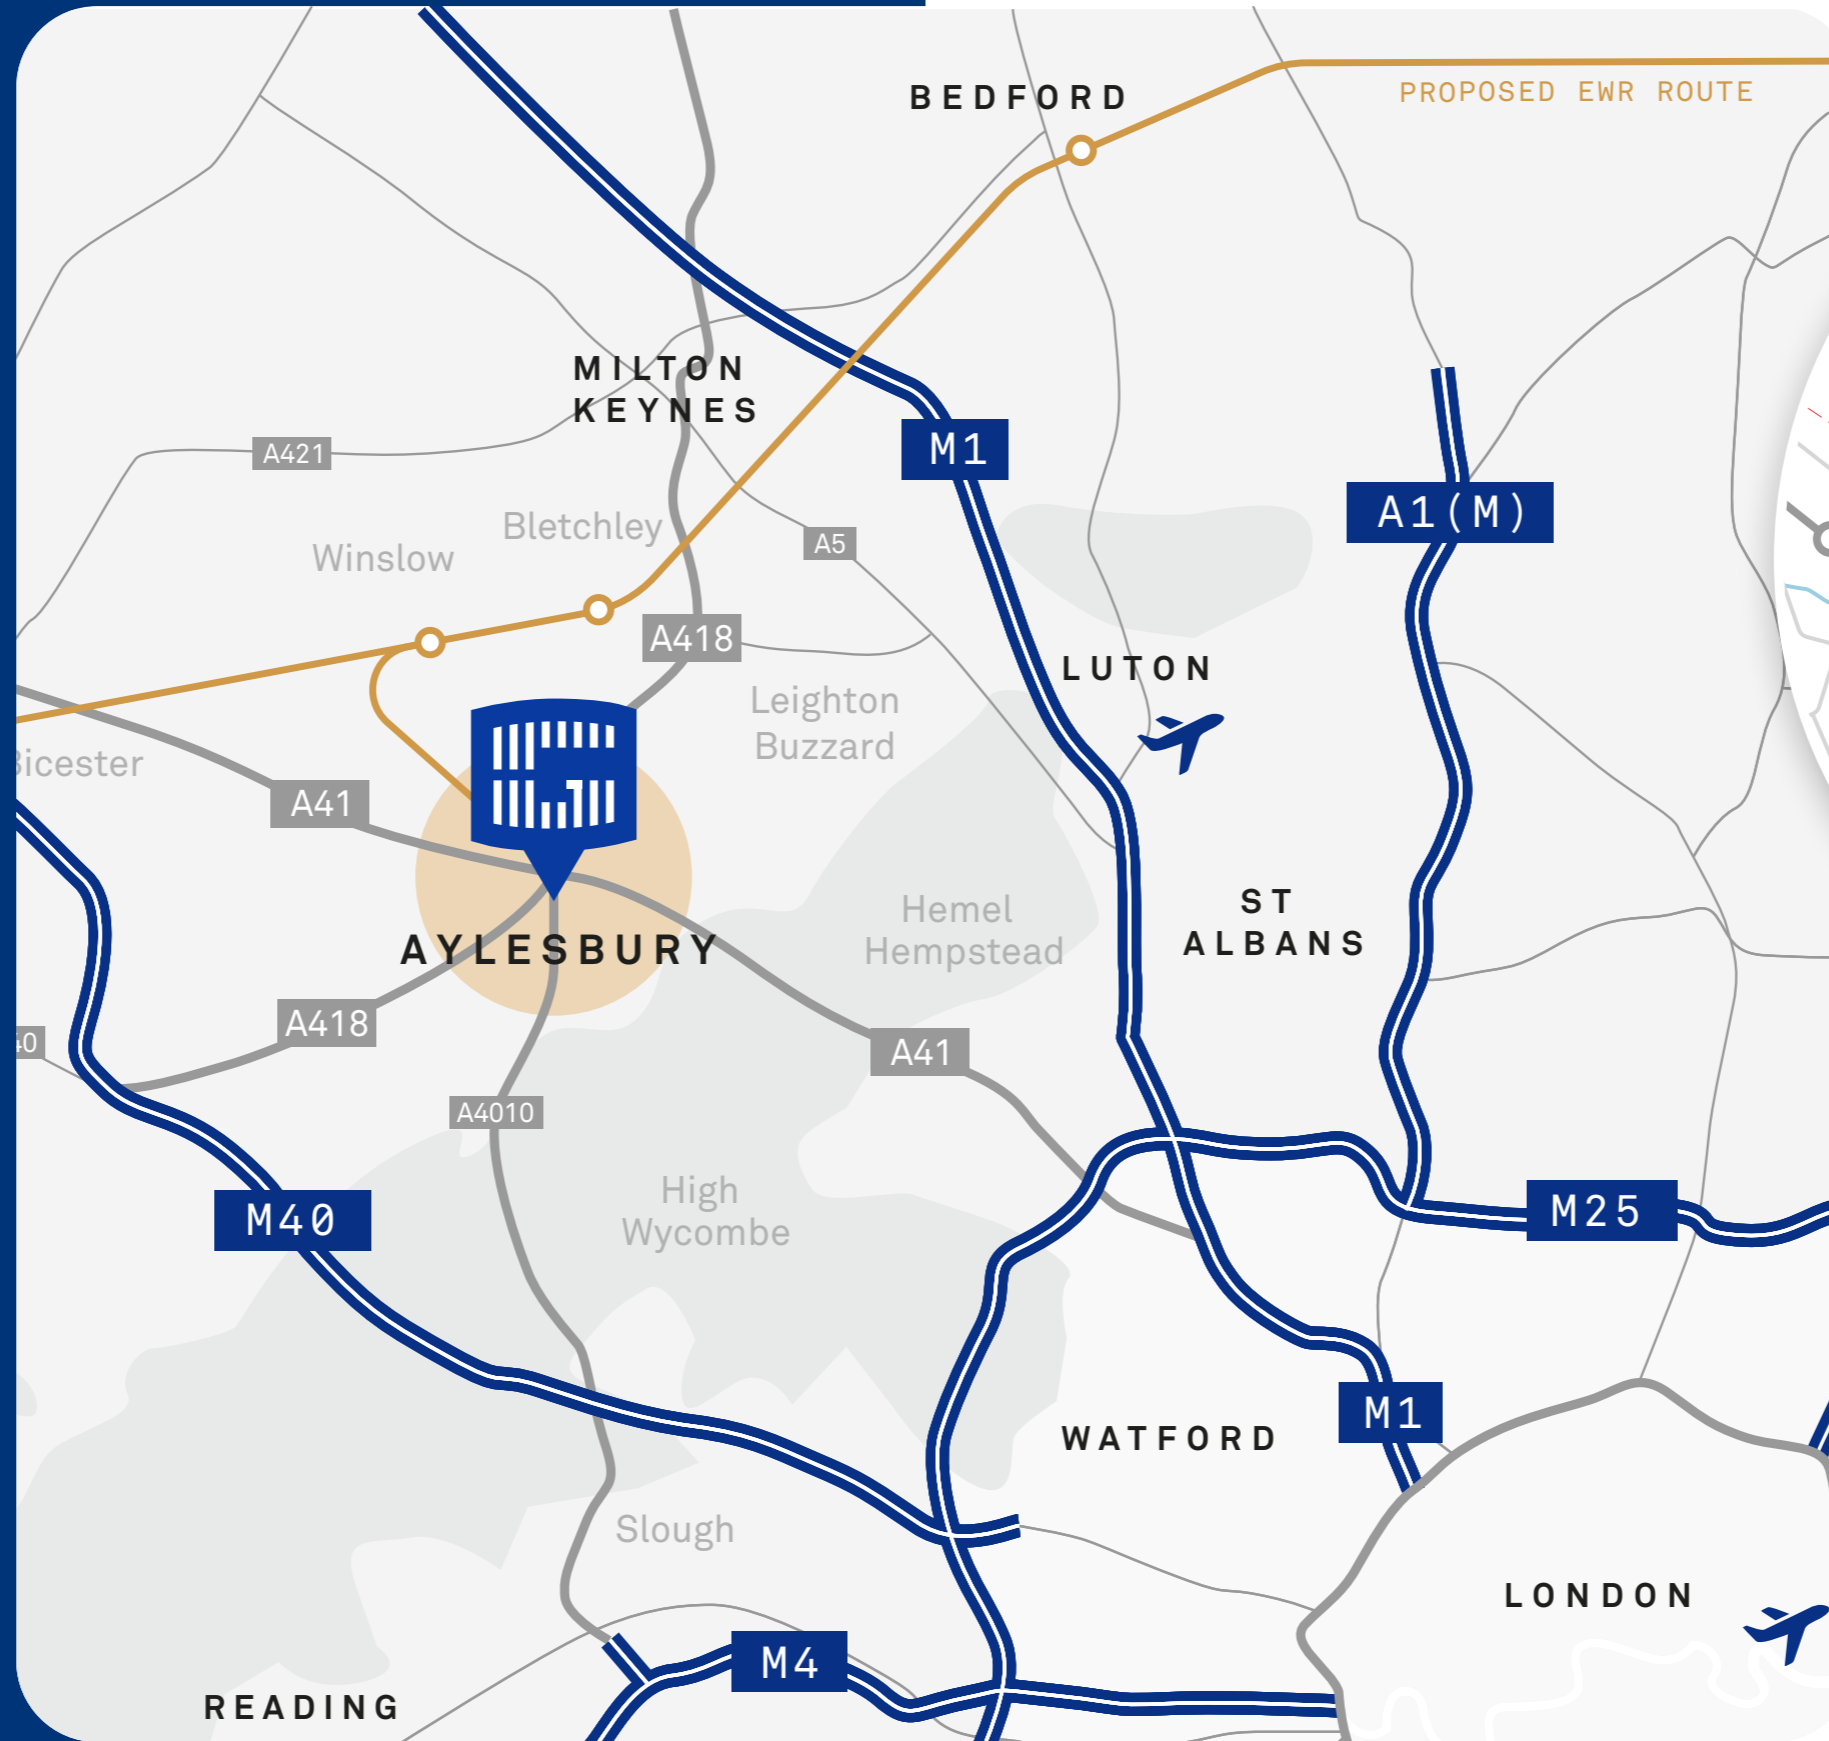 BEDFORD
PROPOSED EWR ROUTE
MILTON
KEYNES
A421
M1
A1(M)
Bletchley
Winslow
A5
A418
LUTON
Leighton
Buzzard
Bicester
A41
ST
ALBANS
Hemel
Hempstead
AYLESBURY
A418
40
A41
A4010
High
Wycombe
M40
M25
M1
WATFORD
Slough
LONDON
M4
READING